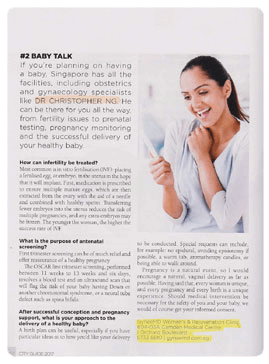 #2 BABY TALK
If you're planning on having
a baby, Singapore has all the
facilities, including obstetrics
and gynaecology specialists
like DR CHRISTOPHER NG. He
can be there for you all the way,
from fertility issues to prenatal
testing, pregnancy monitoring
and the successful delivery of
your healthy baby.
How can infertility be treated?
Most common is in vitro fertilisation (IVF): placing
a fertilised egg, or embryo, in the uterus in the hope
that it will implant. First, medication is prescribed
to create multiple mature eggs, which are then
extracted from the ovary with the aid of a needle
and combined with healthy sperm. Transferring
fewer embryos into the uterus reduces the risk of
multiple pregnancies, and any extra embryos may
be frozen. The younger the woman, the higher the
success rate of IVF.
What is the purpose of antenatal
screening?
First trimester screening can be of much relief and
offer reassurance of a healthy pregnancy.
The OSCAR first trimester screening, performed
between 11 weeks to 13 weeks and six days,
involves a blood test and an ultrasound scan that
will flag the risk of your baby having Down or
another chromosomal syndrome, or a neural tube
defect such as spina bifida.
After successful conception and pregnancy
support, what is your approach to the
delivery of a healthy baby?
A birth plan can be useful, especially if you have
particular ideas as to how you'd like your delivery
to be conducted. Special requests can include,
for example: no epidural, avoiding episiotomy if
possible, a warm tub, aromatherapy candles, or
being able to walk around.
Pregnancy is a natural event, so I would
encourage a normal, vaginal delivery as far as
possible. Having said that, every woman is unique,
and every pregnancy and every birth is a unique
experience. Should medical intervention be
necessary for the safety of you and your baby, we
would of course get your informed consent.
Camden Medical Centre
1 Orchard Boulevard
CITY GUIDE 2017